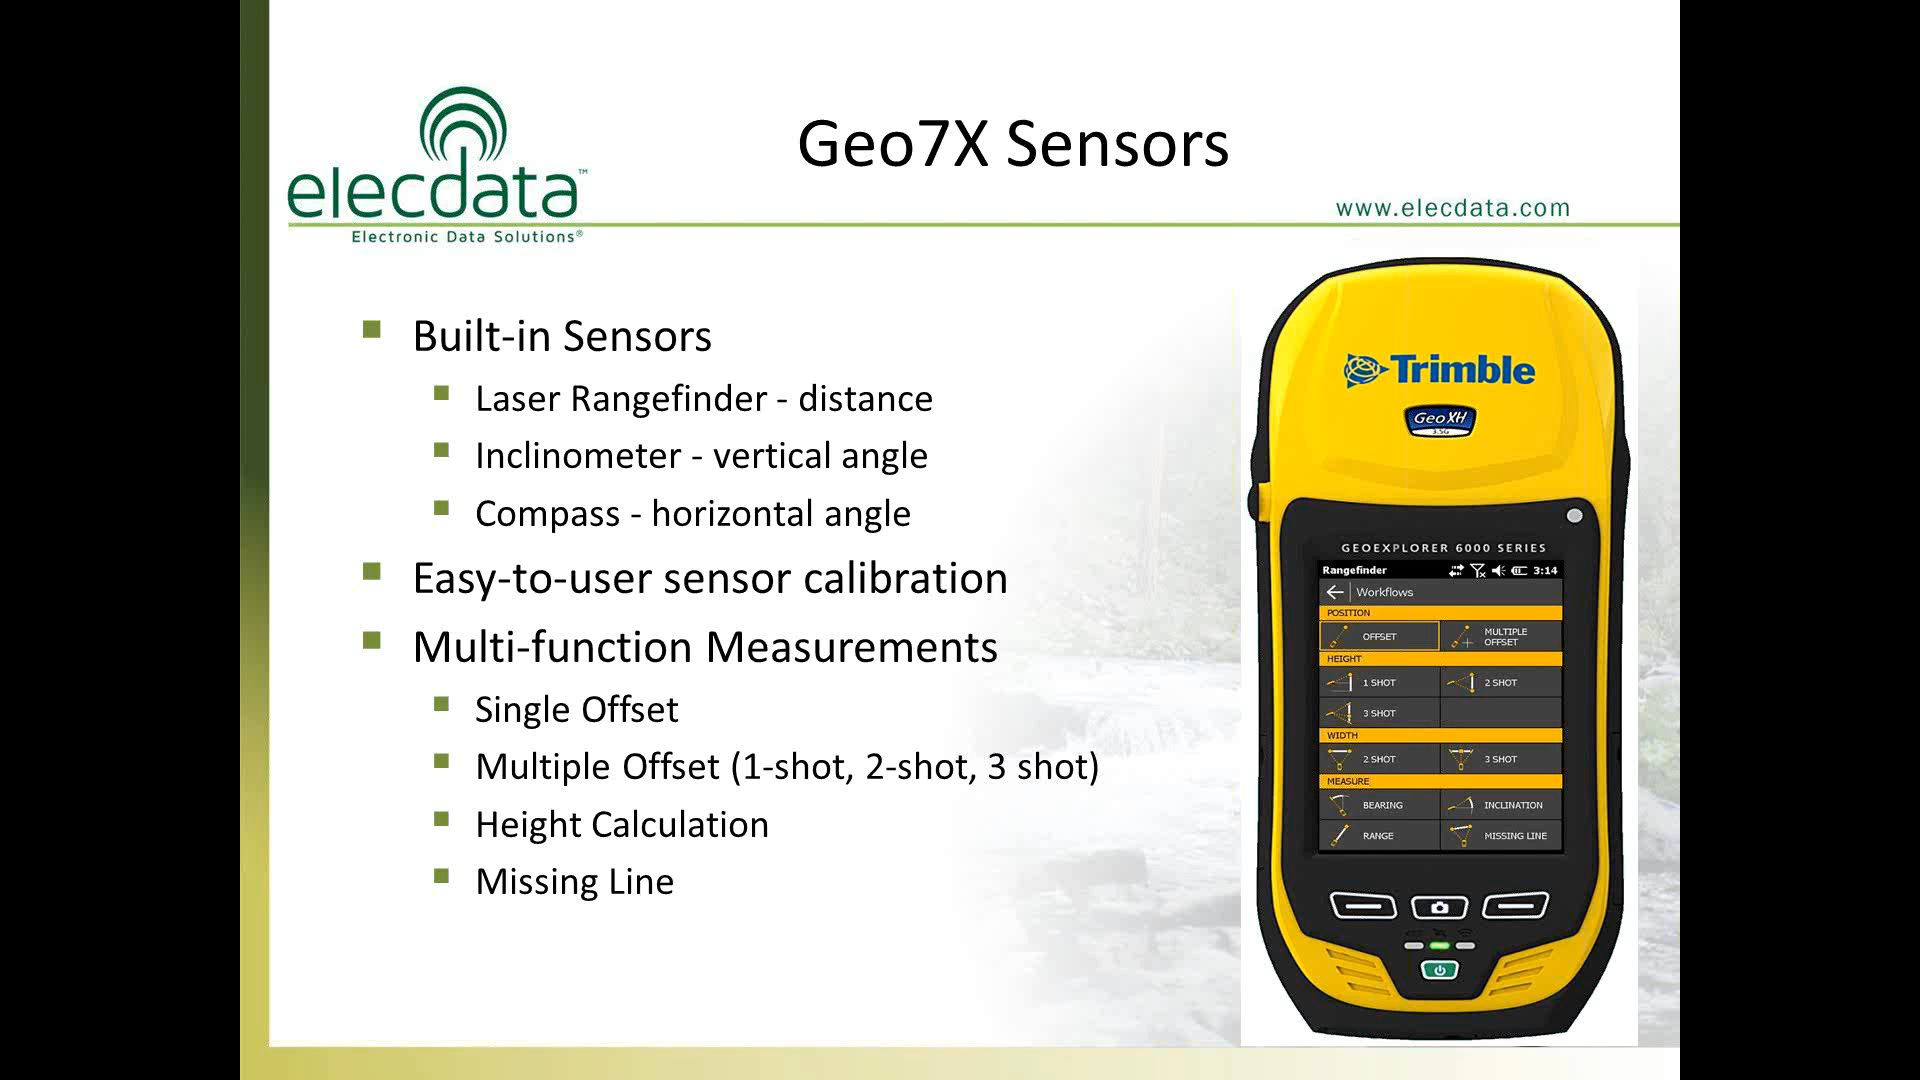 elecdata™
Electronic Data Solutions®
Geo7X Sensors
www.elecdata.com
Built-in Sensors
Laser Rangefinder - distance
Inclinometer - vertical angle
Compass - horizontal angle
Easy-to-user sensor calibration
Multi-function Measurements
Single Offset
Multiple Offset (1-shot, 2-shot, 3 shot)
Height Calculation
Missing Line
Trimble
GeoXH
3.5G
GEOEXPLORER 6000 SERIES
Rangefinder 3:14
Workflows
POSITION
OFFSET
MULTIPLE
OFFSET
HEIGHT
1 SHOT
2 SHOT
3 SHOT
WIDTH
2 SHOT
3 SHOT
MEASURE
BEARING
INCLINATION
RANGE
MISSING LINE